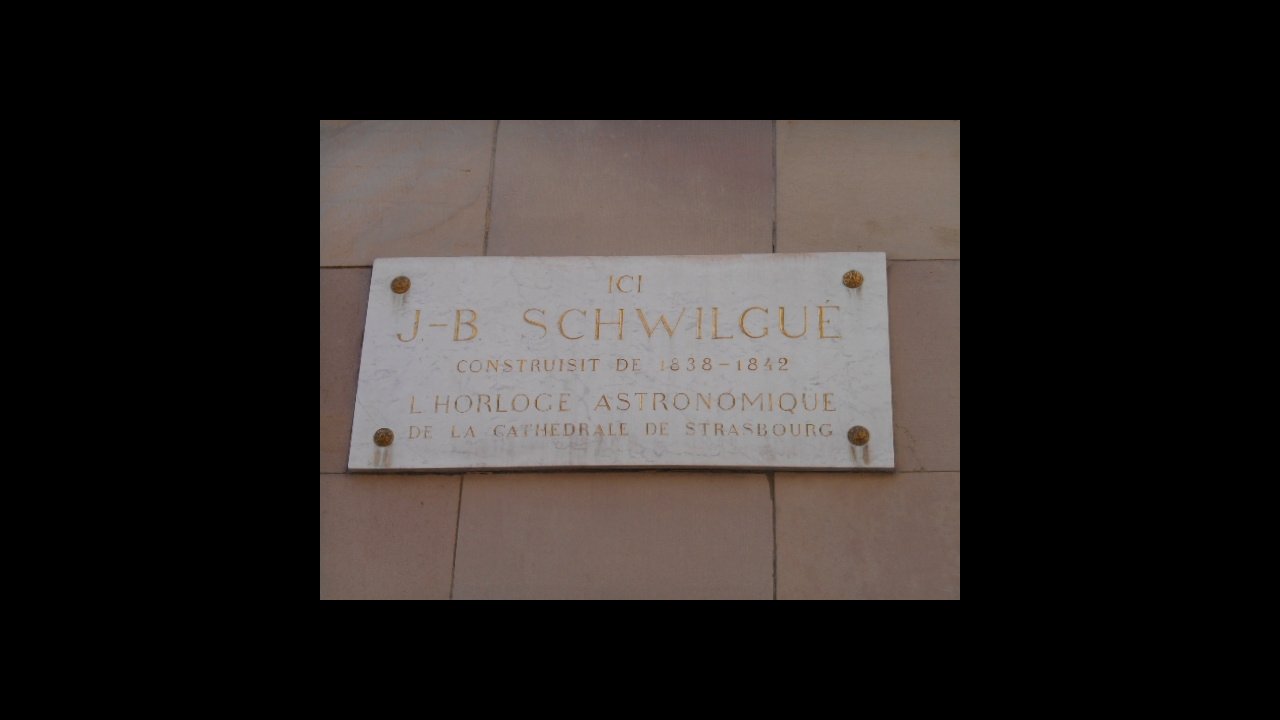 ICI
J.-B. SCHWILGUÉ
CONSTRUISIT DE 1838-1842
L'HORLOGE ASTRONOMIQUE
DE LA CATHEDRALE DE STRASBOURG